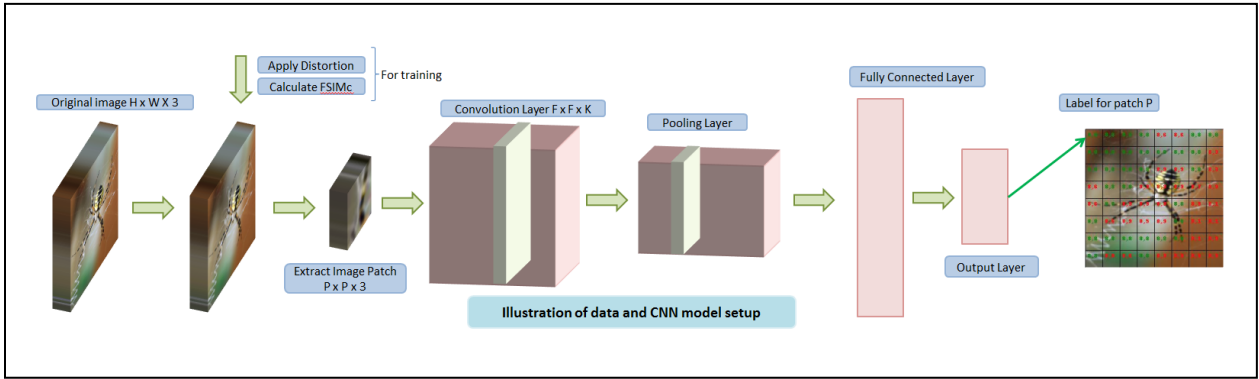 Apply Distortion
Calculate FSIMc
For training
Original image H x W X 3
Extract Image Patch
P x P x 3
Convolution Layer F x F x K
Pooling Layer
Fully Connected Layer
Output Layer
Label for patch P
Illustration of data and CNN model setup